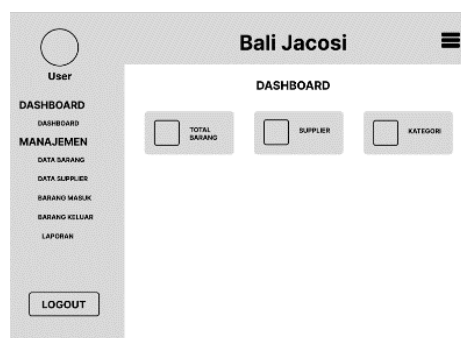 Bali Jacosi
User
DASHBOARD
DASHBOARD
MANAJEMEN
DATA BARANG
DATA SUPPLIER
BARANG MASUK
BARANG KELUAR
LAPORAN
LOGOUT
DASHBOARD
TOTAL
BARANG
SUPPLIER
KATEGORI